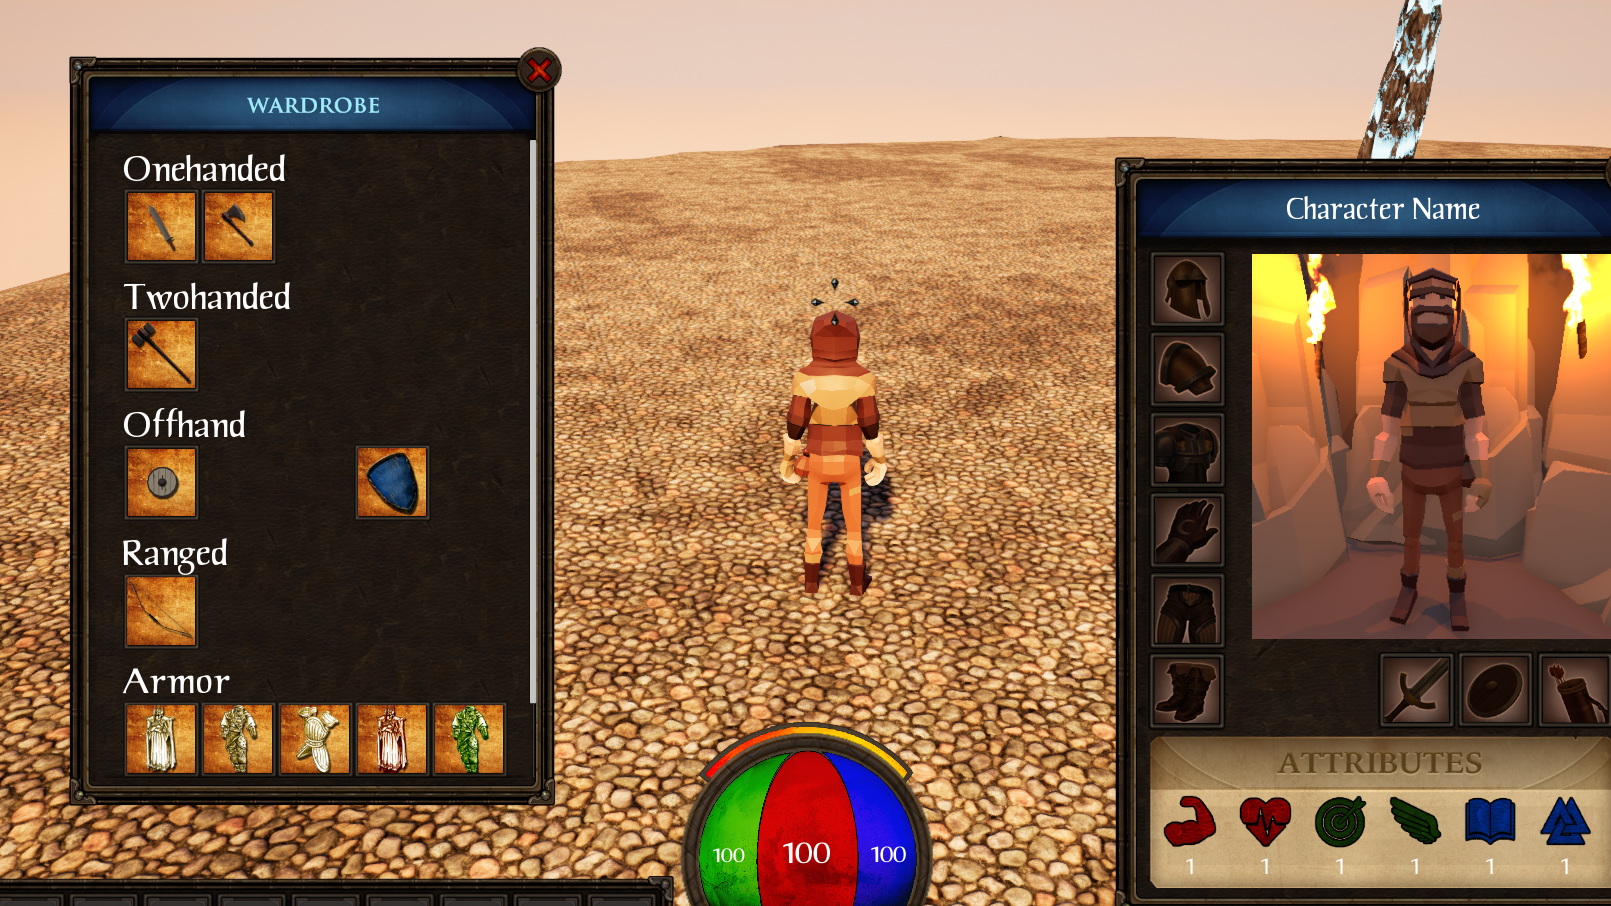 WARDROBE
Onehanded
Twohanded
Offhand
Ranged
Armor
Character Name
ATTRIBUTES
1 1 1 1 1 1
100 100 100